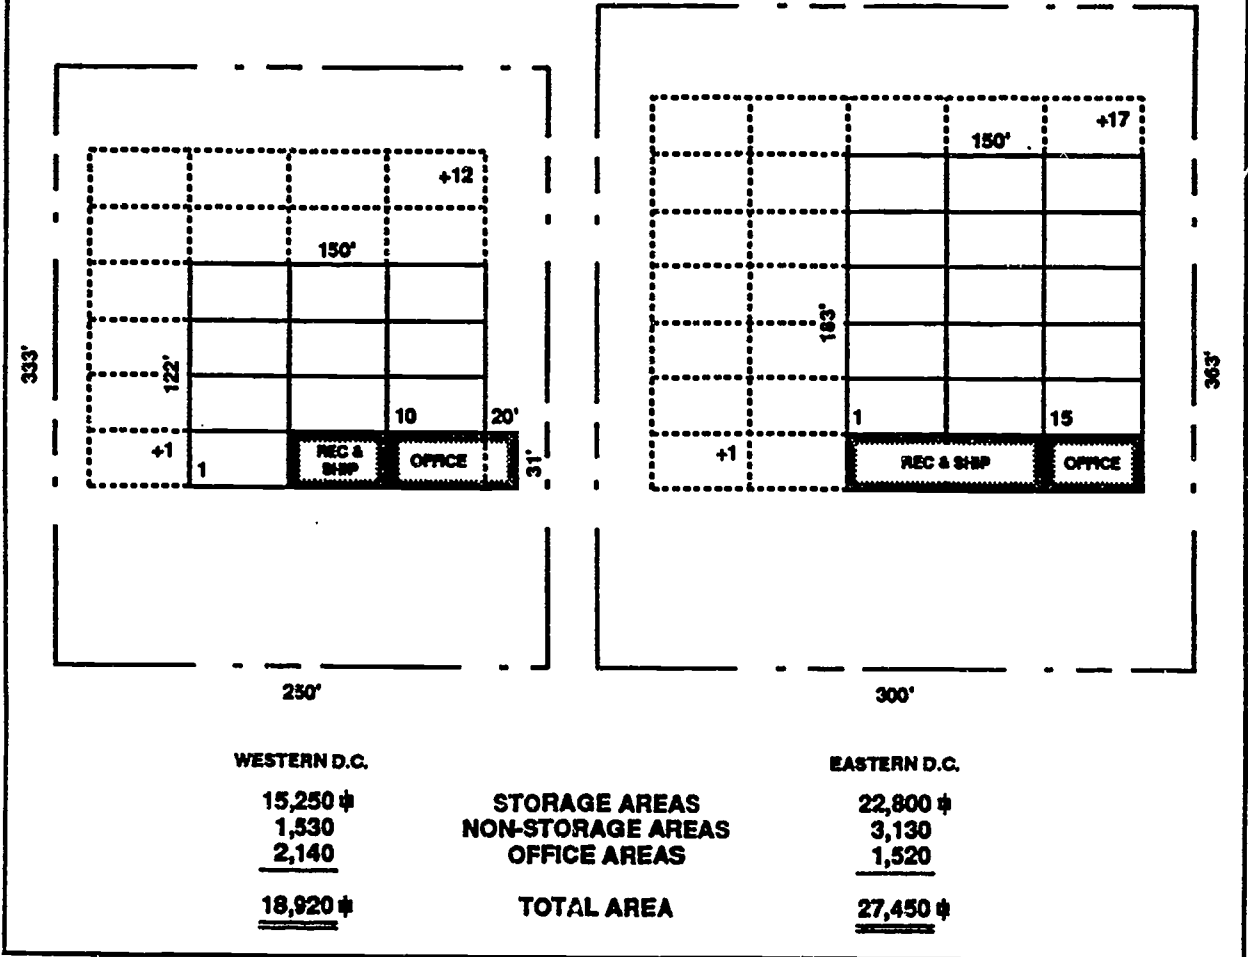 +17
150'
+12
150'
183'
333'
122'
363'
10
20'
1
15
+1
1
REC &
SHIP
OFFICE
31'
+1
REC & SHIP
OFFICE
250'
300'
WESTERN D.C.
EASTERN D.C.
15,250 ⏍ STORAGE AREAS 22,800 ⏍
1,530 NON-STORAGE AREAS 3,130
2,140 OFFICE AREAS 1,520
18,920 ⏍ TOTAL AREA 27,450 ⏍